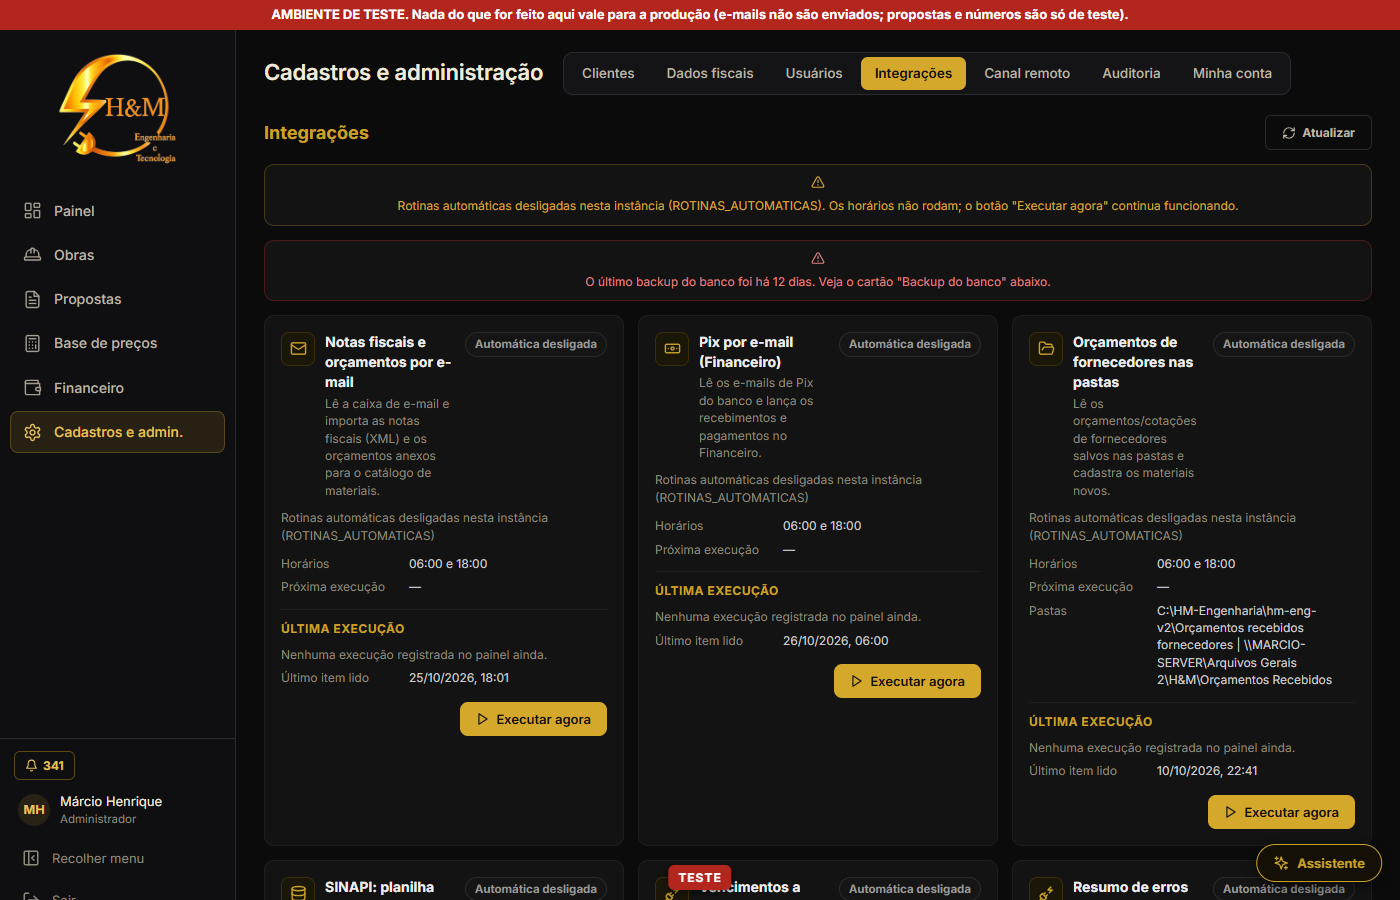 AMBIENTE DE TESTE. Nada do que for feito aqui vale para a produção (e-mails não são enviados; propostas e números são só de teste).
H&M
Engenharia
e
Tecnologia
Painel
Obras
Propostas
Base de preços
Financeiro
Cadastros e admin.
341
MH
Márcio Henrique
Administrador
Recolher menu
Sair
Cadastros e administração
Clientes
Dados fiscais
Usuários
Integrações
Canal remoto
Auditoria
Minha conta
Integrações
Atualizar
Rotinas automáticas desligadas nesta instância (ROTINAS_AUTOMATICAS). Os horários não rodam; o botão "Executar agora" continua funcionando.
O último backup do banco foi há 12 dias. Veja o cartão "Backup do banco" abaixo.
Notas fiscais e
orçamentos por e-
mail
Automática desligada
Lê a caixa de e-mail e
importa as notas
fiscais (XML) e os
orçamentos anexos
para o catálogo de
materiais.
Rotinas automáticas desligadas nesta instância
(ROTINAS_AUTOMATICAS)
Horários 06:00 e 18:00
Próxima execução —
ÚLTIMA EXECUÇÃO
Nenhuma execução registrada no painel ainda.
Último item lido 25/10/2026, 18:01
Executar agora
Pix por e-mail
(Financeiro)
Automática desligada
Lê os e-mails de Pix
do banco e lança os
recebimentos e
pagamentos no
Financeiro.
Rotinas automáticas desligadas nesta instância
(ROTINAS_AUTOMATICAS)
Horários 06:00 e 18:00
Próxima execução —
ÚLTIMA EXECUÇÃO
Nenhuma execução registrada no painel ainda.
Último item lido 26/10/2026, 06:00
Executar agora
Orçamentos de
fornecedores nas
pastas
Automática desligada
Lê os
orçamentos/cotações
de fornecedores
salvos nas pastas e
cadastra os materiais
novos.
Rotinas automáticas desligadas nesta instância
(ROTINAS_AUTOMATICAS)
Horários 06:00 e 18:00
Próxima execução —
Pastas C:\HM-Engenharia\hm-eng-
v2\Orçamentos recebidos
fornecedores | \\MARCIO-
SERVER\Arquivos Gerais
2\H&M\Orçamentos Recebidos
ÚLTIMA EXECUÇÃO
Nenhuma execução registrada no painel ainda.
Último item lido 10/10/2026, 22:41
Executar agora
SINAPI: planilha
Automática desligada
TESTE
a
Automática desligada
Resumo de erros
Automática desligada
Assistente